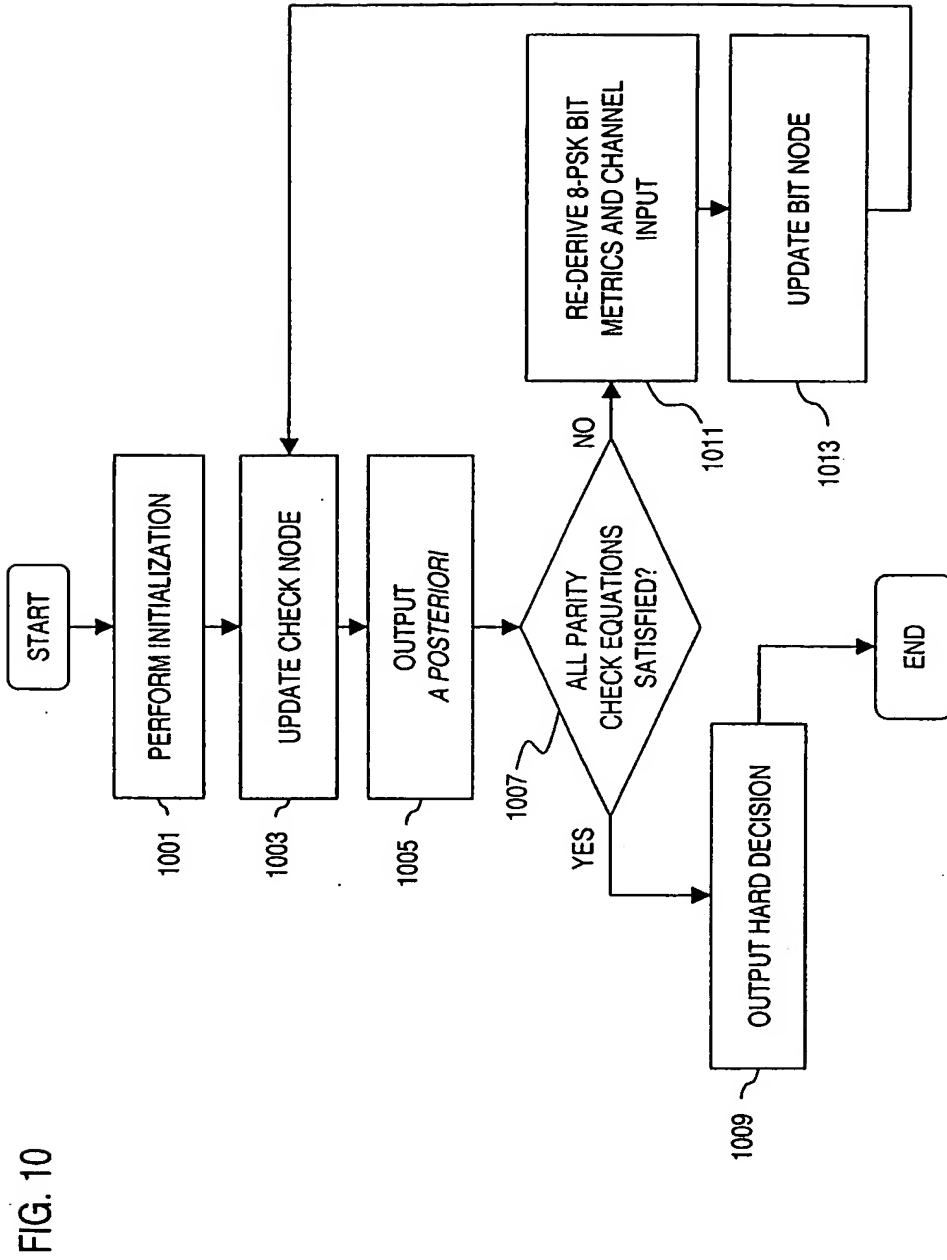 FIG. 10
START
PERFORM INITIALIZATION
1001
UPDATE CHECK NODE
1003
OUTPUT
A POSTERIORI
1005
ALL PARITY
CHECK EQUATIONS
SATISFIED?
1007
YES
NO
OUTPUT HARD DECISION
1009
END
RE-DERIVE 8-PSK BIT
METRICS AND CHANNEL
INPUT
1011
UPDATE BIT NODE
1013